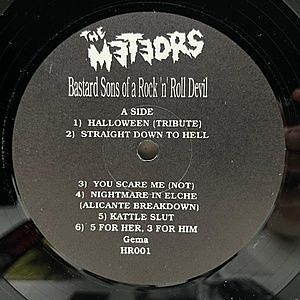 THE METEORS
Bastard Sons of a Rock 'n' Roll Devil
A SIDE
1) HALLOWEEN (TRIBUTE)
2) STRAIGHT DOWN TO HELL
3) YOU SCARE ME (NOT)
4) NIGHTMARE IN ELCHE
(ALICANTE BREAKDOWN)
5) KATTLE SLUT
6) 5 FOR HER, 3 FOR HIM
Gema
HR001